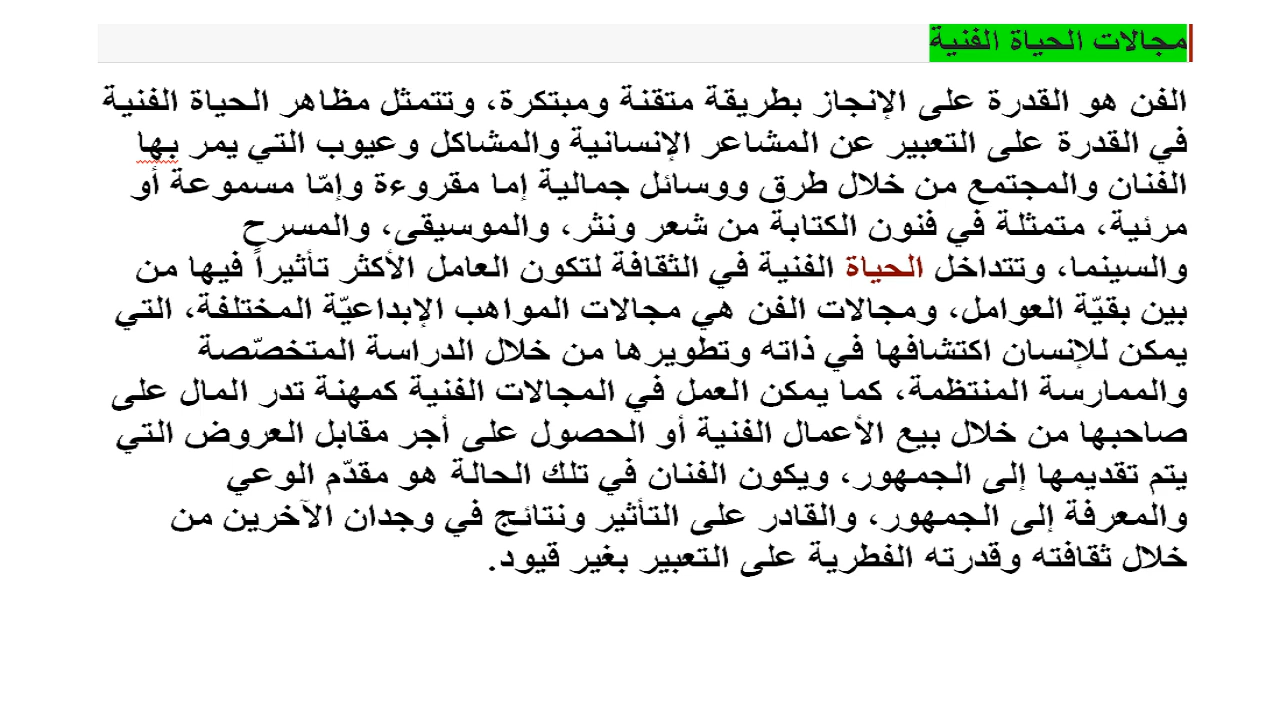 مجالات الحياة الفنية
الفن هو القدرة على الإنجاز بطريقة متقنة ومبتكرة، وتتمثل مظاهر الحياة الفنية
في القدرة على التعبير عن المشاعر الإنسانية والمشاكل وعيوب التي يمر بها
الفنان والمجتمع من خلال طرق ووسائل جمالية إما مقروءة وإمّا مسموعة أو
مرئية، متمثلة في فنون الكتابة من شعر ونثر، والموسيقى، والمسرح
والسينما، وتتداخل الحياة الفنية في الثقافة لتكون العامل الأكثر تأثيراً فيها من
بين بقيّة العوامل، ومجالات الفن هي مجالات المواهب الإبداعيّة المختلفة، التي
يمكن للإنسان اكتشافها في ذاته وتطويرها من خلال الدراسة المتخصّصة
والممارسة المنتظمة، كما يمكن العمل في المجالات الفنية كمهنة تدر المال على
صاحبها من خلال بيع الأعمال الفنية أو الحصول على أجر مقابل العروض التي
يتم تقديمها إلى الجمهور، ويكون الفنان في تلك الحالة هو مقدّم الوعي
والمعرفة إلى الجمهور، والقادر على التأثير ونتائج في وجدان الآخرين من
خلال ثقافته وقدرته الفطرية على التعبير بغير قيود.